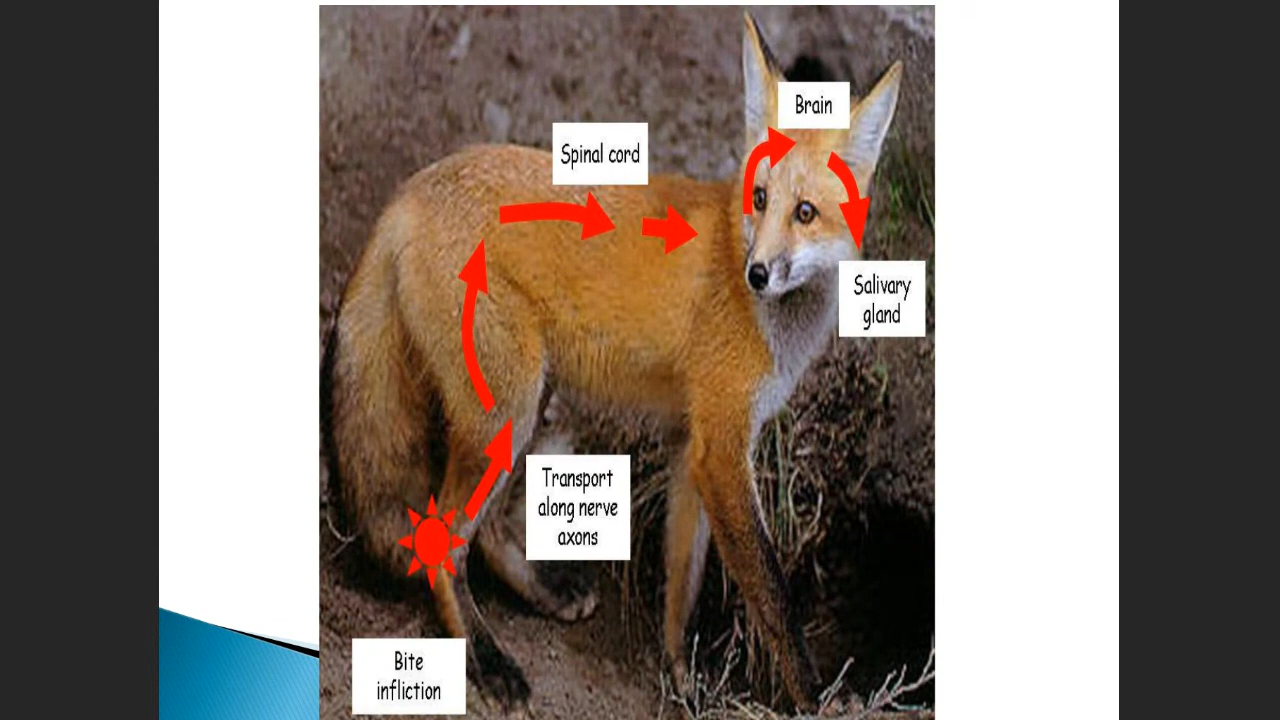 Brain
Spinal cord
Salivary
gland
Transport
along nerve
axons
Bite
infliction